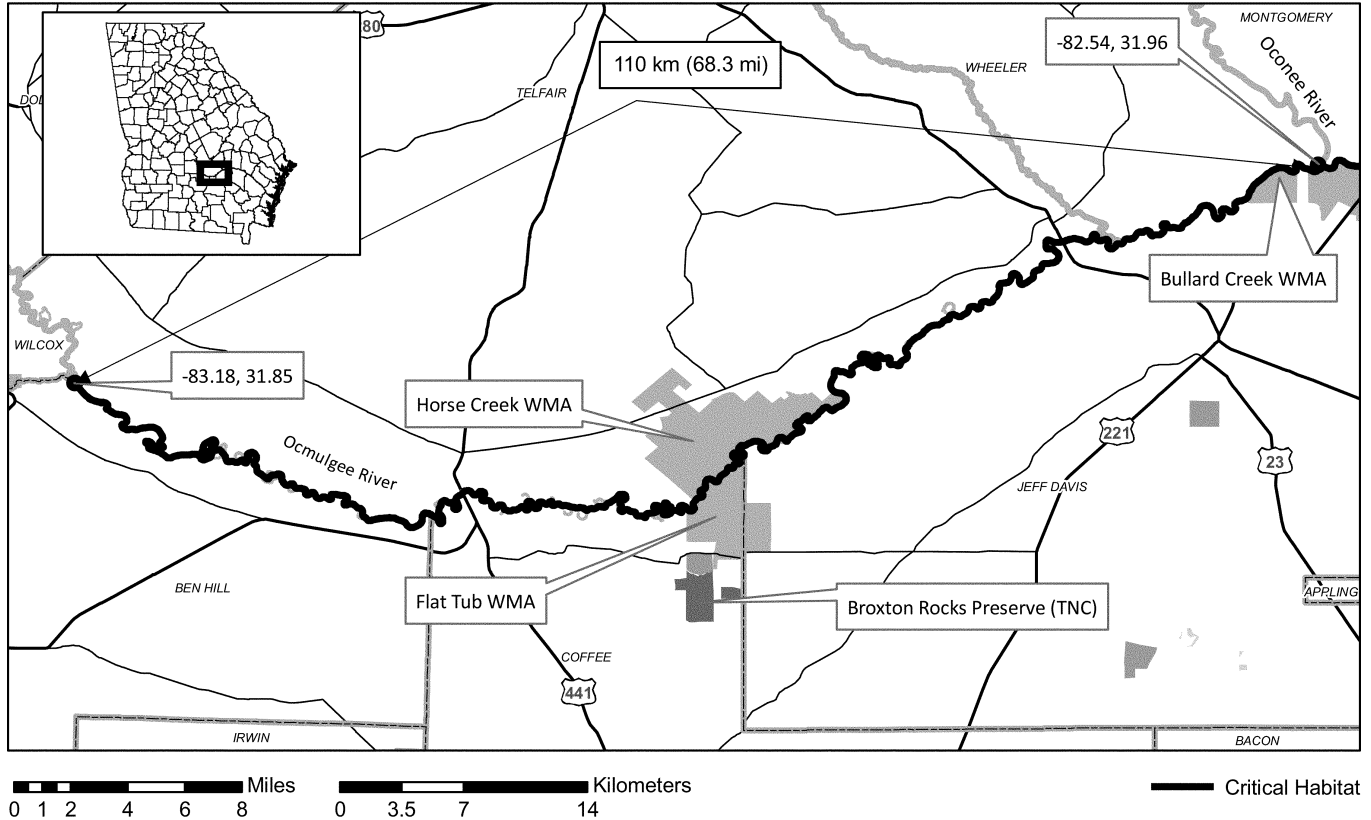 MONTGOMERY
-82.54, 31.96
Oconee River
110 km (68.3 mi)
WHEELER
TELFAIR
Bullard Creek WMA
WILCOX
-83.18, 31.85
Horse Creek WMA
Ocmulgee River
221
23
JEFF DAVIS
BEN HILL
Flat Tub WMA
Broxton Rocks Preserve (TNC)
APPLING
COFFEE
441
IRWIN
BACON
Miles
0 1 2 4 6 8
Kilometers
0 3.5 7 14
Critical Habitat